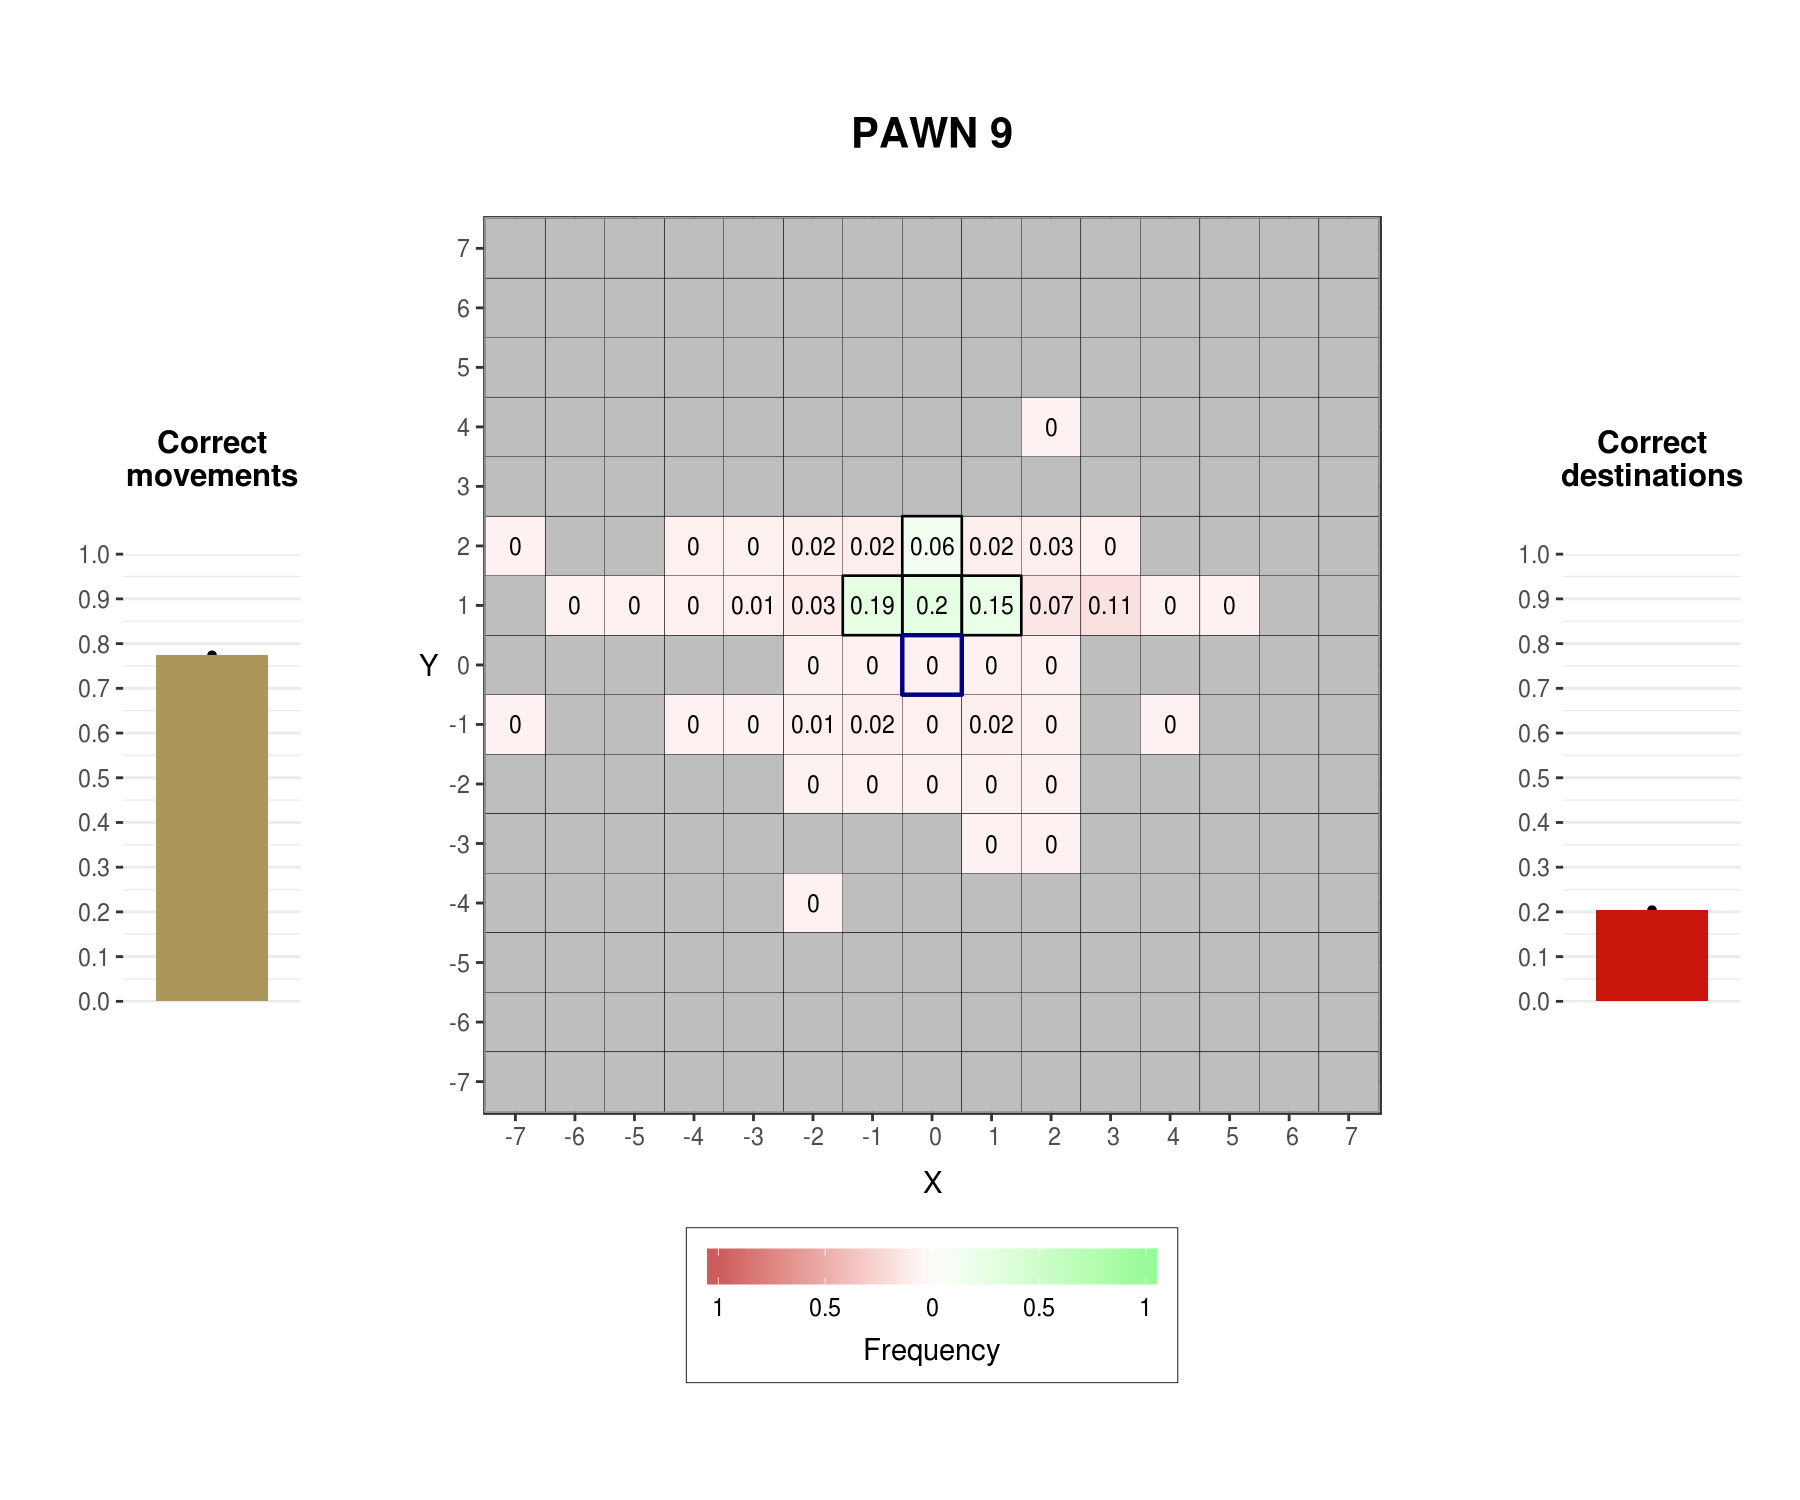 PAWN 9
Correct
movements
1.0
0.9
0.8
0.7
0.6
0.5
0.4
0.3
0.2
0.1
0.0
Y
7
6
5
4 0
3
2 0 0 0 0.02 0.02 0.06 0.02 0.03 0
1 0 0 0 0.01 0.03 0.19 0.2 0.15 0.07 0.11 0 0
0 0 0 0 0 0
-1 0 0 0 0.01 0.02 0 0.02 0 0
-2 0 0 0 0 0
-3 0 0
-4 0
-5
-6
-7
-7 -6 -5 -4 -3 -2 -1 0 1 2 3 4 5 6 7
X
1 0.5 0 0.5 1
Frequency
Correct
destinations
1.0
0.9
0.8
0.7
0.6
0.5
0.4
0.3
0.2
0.1
0.0